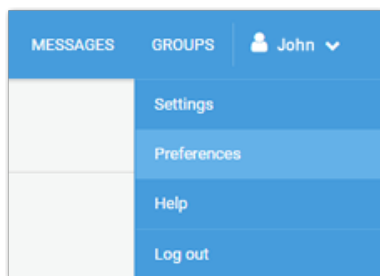 MESSAGES GROUPS John
Settings
Preferences
Help
Log out